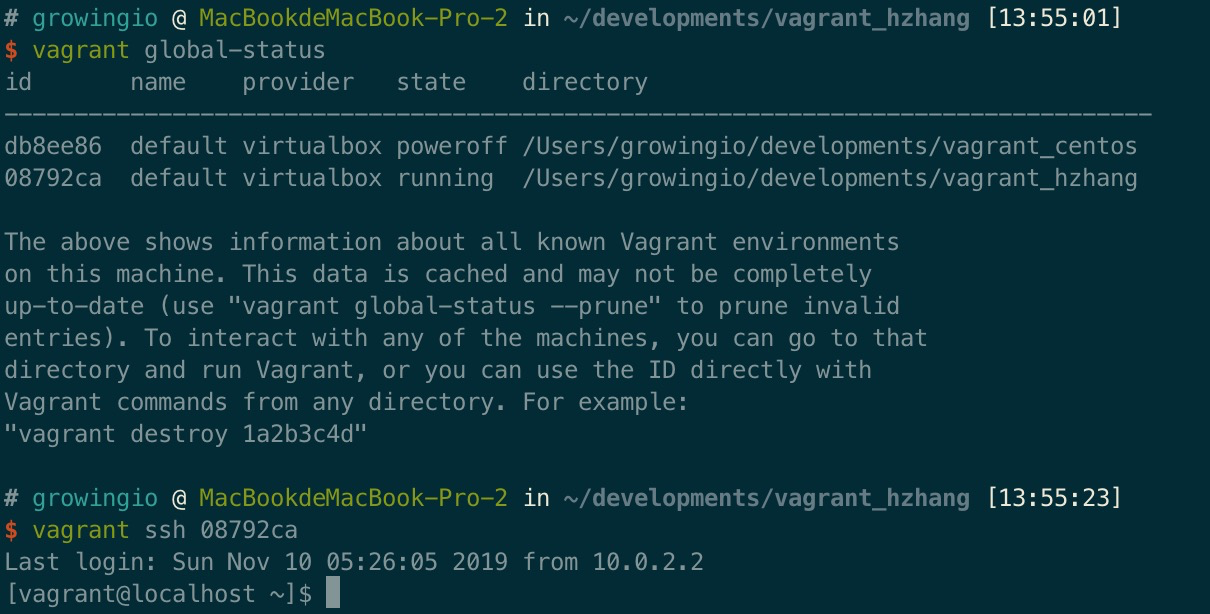 # growingio @ MacBookdeMacBook-Pro-2 in ~/developments/vagrant_hzhang [13:55:01]
$ vagrant global-status
id       name    provider   state    directory
----------------------------------------------------------------------------------
db8ee86  default virtualbox poweroff /Users/growingio/developments/vagrant_centos
08792ca  default virtualbox running  /Users/growingio/developments/vagrant_hzhang
The above shows information about all known Vagrant environments
on this machine. This data is cached and may not be completely
up-to-date (use "vagrant global-status --prune" to prune invalid
entries). To interact with any of the machines, you can go to that
directory and run Vagrant, or you can use the ID directly with
Vagrant commands from any directory. For example:
"vagrant destroy 1a2b3c4d"
# growingio @ MacBookdeMacBook-Pro-2 in ~/developments/vagrant_hzhang [13:55:23]
$ vagrant ssh 08792ca
Last login: Sun Nov 10 05:26:05 2019 from 10.0.2.2
[vagrant@localhost ~]$